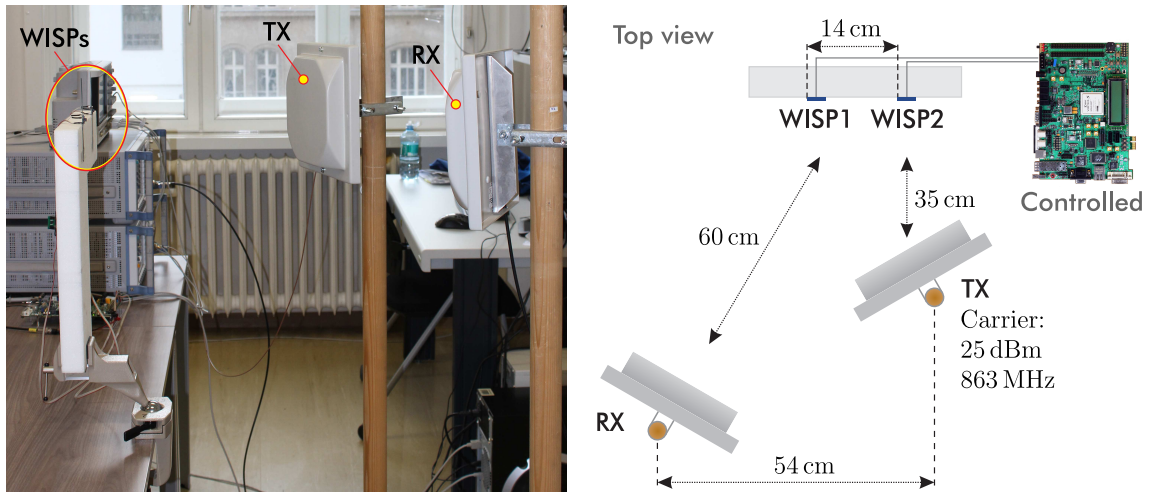 WISPs
TX
RX
Top view
14 cm
WISP1
WISP2
Controlled
35 cm
60 cm
TX
Carrier:
25 dBm
863 MHz
RX
54 cm